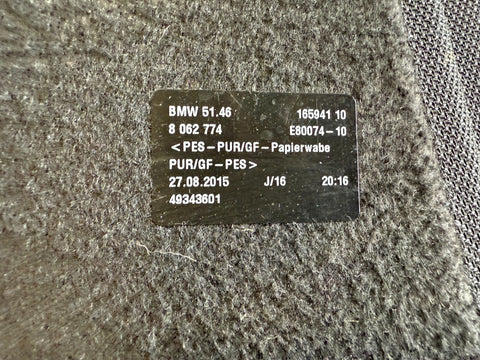 BMW 51.46 165941 10
8 062 774 E80074-10
<PES-PUR/GF-Papierwabe
PUR/GF-PES>
27.08.2015 J/16 20:16
49343601